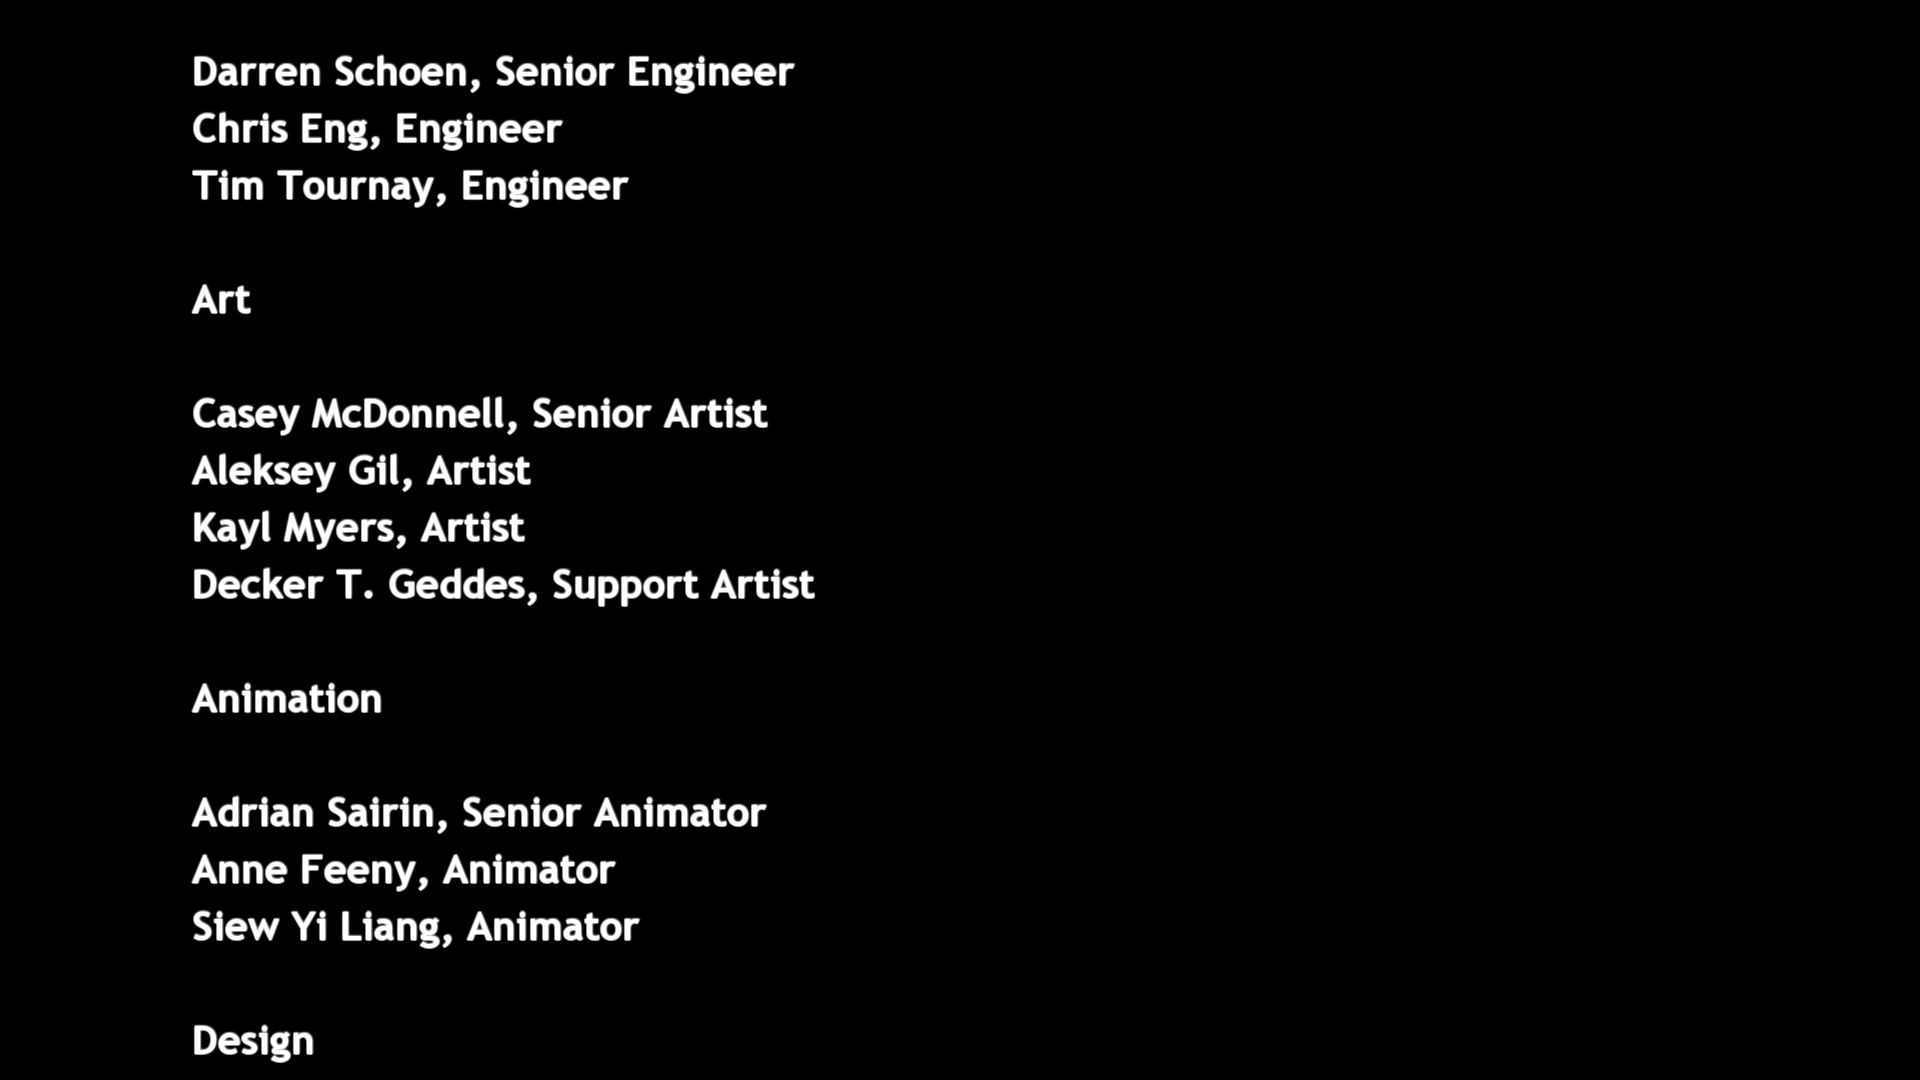 Darren Schoen, Senior Engineer
Chris Eng, Engineer
Tim Tournay, Engineer
Art
Casey McDonnell, Senior Artist
Aleksey Gil, Artist
Kayl Myers, Artist
Decker T. Geddes, Support Artist
Animation
Adrian Sairin, Senior Animator
Anne Feeny, Animator
Siew Yi Liang, Animator
Design